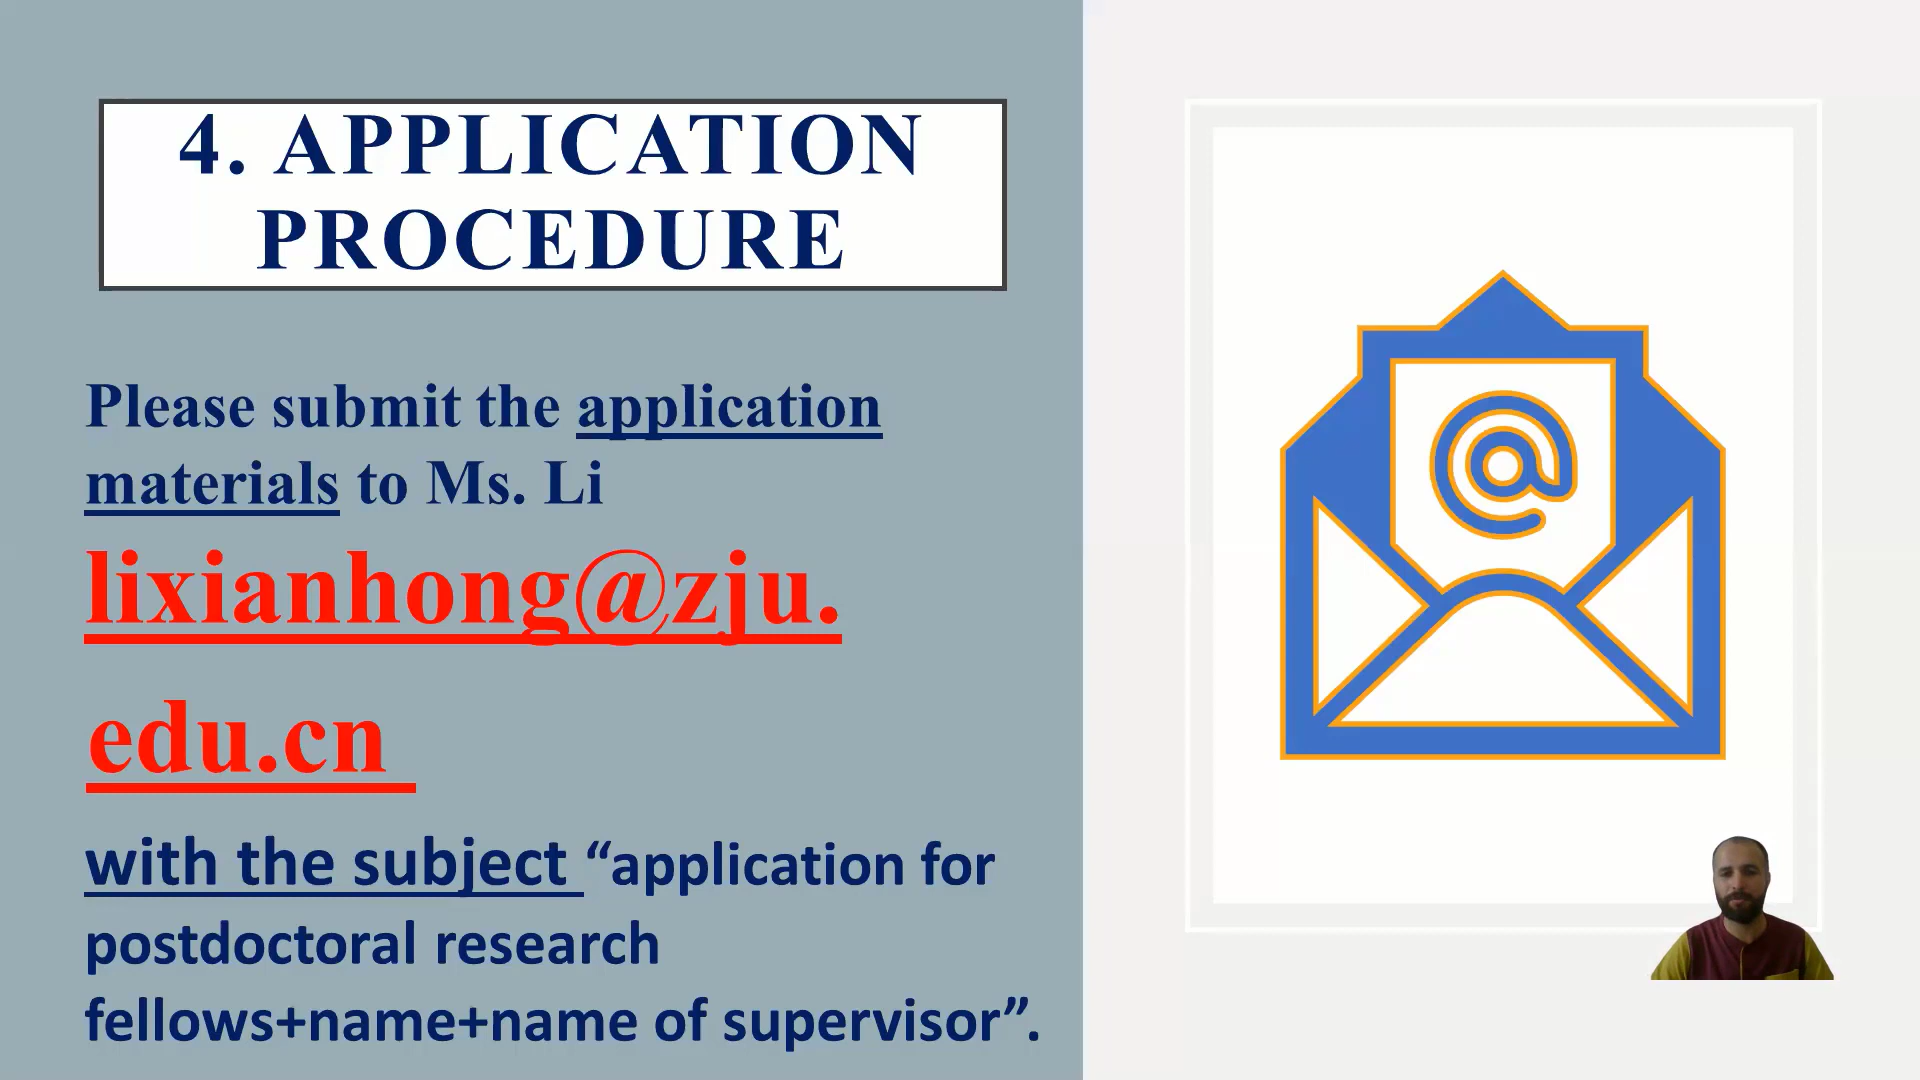 4. APPLICATION
PROCEDURE
Please submit the application
materials to Ms. Li
lixianhong@zju.
edu.cn
with the subject “application for
postdoctoral research
fellows+name+name of supervisor”.